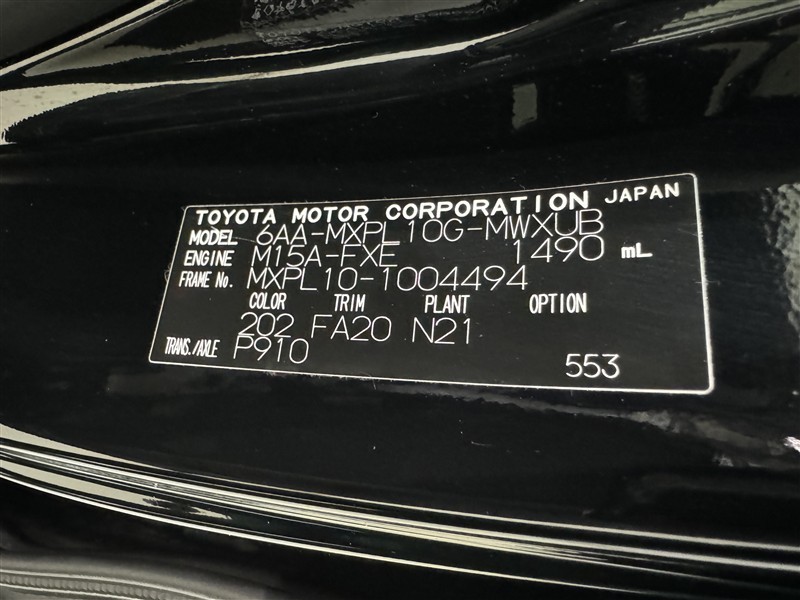 TOYOTA MOTOR CORPORATION JAPAN
MODEL 6AA-MXPL10G-MWXUB
ENGINE M15A-FXE 1490 mL
FRAME No. MXPL10-1004494
COLOR TRIM PLANT OPTION
202 FA20 N21
TRANS./AXLE P910
553